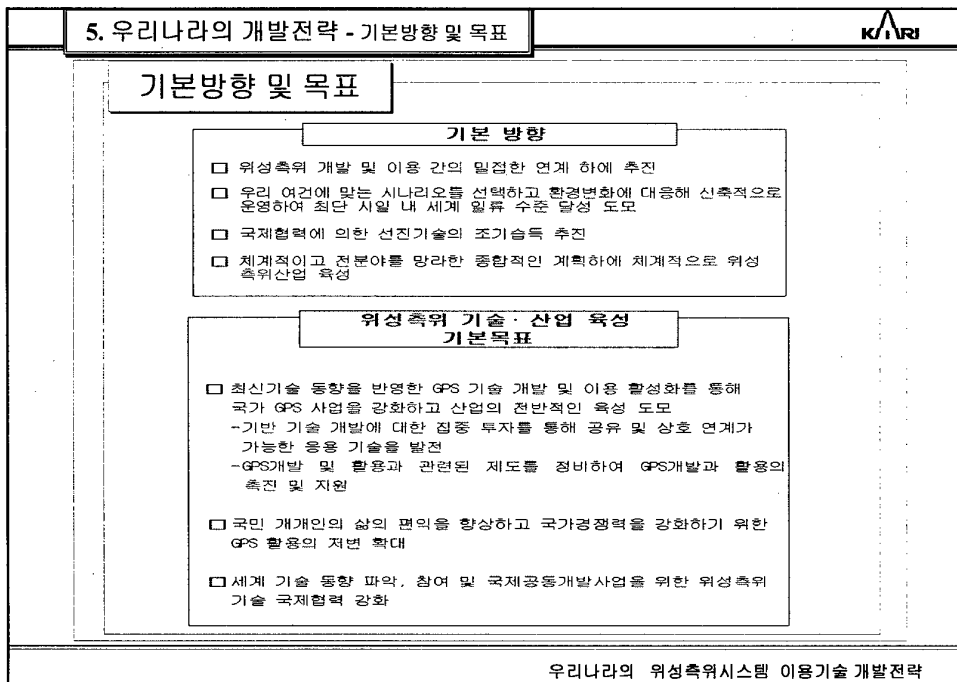 5. 우리나라의 개발전략 - 기본방향 및 목표
KARI
기본방향 및 목표
기본 방향
□ 위성측위 개발 및 이용 간의 밀접한 연계 하에 추진
□ 우리 여건에 맞는 시나리오를 선택하고 환경변화에 대응해 신축적으로
운영하여 최단 시일 내 세계 일류 수준 달성 도모
□ 국제협력에 의한 선진기술의 조기습득 추진
□ 체계적이고 전분야를 망라한 종합적인 계획하에 체계적으로 위성
측위산업 육성
위성측위 기술·산업 육성
기본목표
□ 최신기술 동향을 반영한 GPS 기술 개발 및 이용 활성화를 통해
국가 GPS 사업을 강화하고 산업의 전반적인 육성 도모
-기반 기술 개발에 대한 집중 투자를 통해 공유 및 상호 연계가
가능한 응용 기술을 발전
-GPS개발 및 활용과 관련된 제도를 정비하여 GPS개발과 활용의
촉진 및 지원
□ 국민 개개인의 삶의 편익을 향상하고 국가경쟁력을 강화하기 위한
GPS 활용의 저변 확대
□ 세계 기술 동향 파악, 참여 및 국제공동개발사업을 위한 위성측위
기술 국제협력 강화
우리나라의 위성측위시스템 이용기술 개발전략